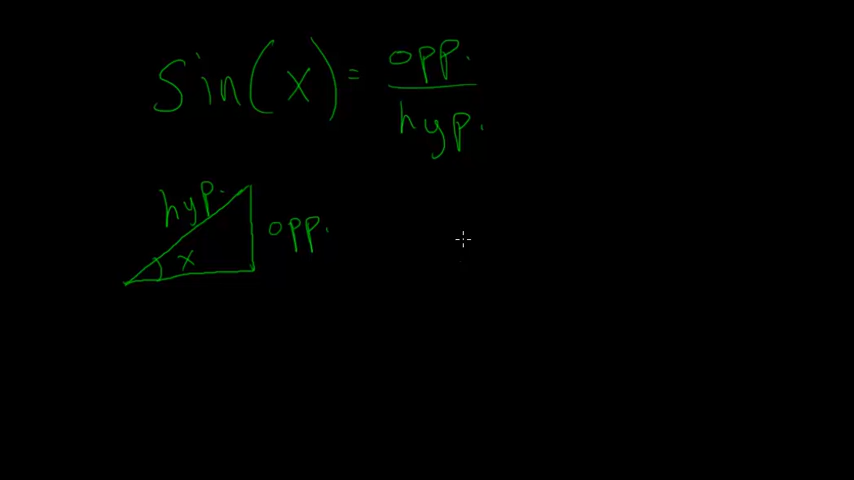 Sin(x) = opp. / hyp.
hyp.
opp.
x